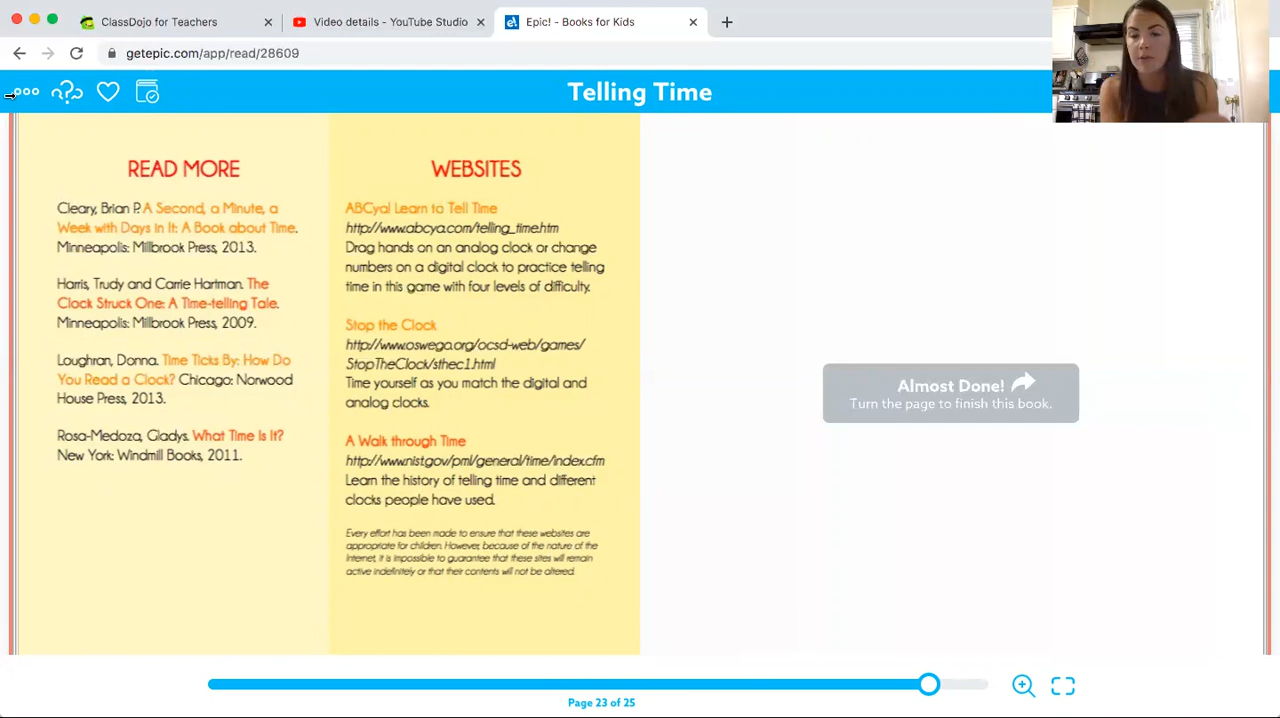 ClassDojo for Teachers
Video details - YouTube Studio
Epic! - Books for Kids
getepic.com/app/read/28609
Telling Time
READ MORE
Cleary, Brian P. A Second, a Minute, a
Week with Days in It: A Book about Time.
Minneapolis: Millbrook Press, 2013.
Harris, Trudy and Carrie Hartman. The
Clock Struck One: A Time-telling Tale.
Minneapolis: Millbrook Press, 2009.
Loughran, Donna. Time Ticks By: How Do
You Read a Clock? Chicago: Norwood
House Press, 2013.
Rosa-Medoza, Gladys. What Time Is It?
New York: Windmill Books, 2011.
WEBSITES
ABCya! Learn to Tell Time
http://www.abcya.com/telling_time.htm
Drag hands on an analog clock or change
numbers on a digital clock to practice telling
time in this game with four levels of difficulty.
Stop the Clock
http://www.oswego.org/ocsd-web/games/
StopTheClock/sthec1.html
Time yourself as you match the digital and
analog clocks.
A Walk through Time
http://www.nist.gov/pml/general/time/index.cfm
Learn the history of telling time and different
clocks people have used.
Every effort has been made to ensure that these websites are
appropriate for children. However, because of the nature of the
Internet, it is impossible to guarantee that these sites will remain
active indefinitely or that their contents will not be altered.
Almost Done!
Turn the page to finish this book.
Page 23 of 25